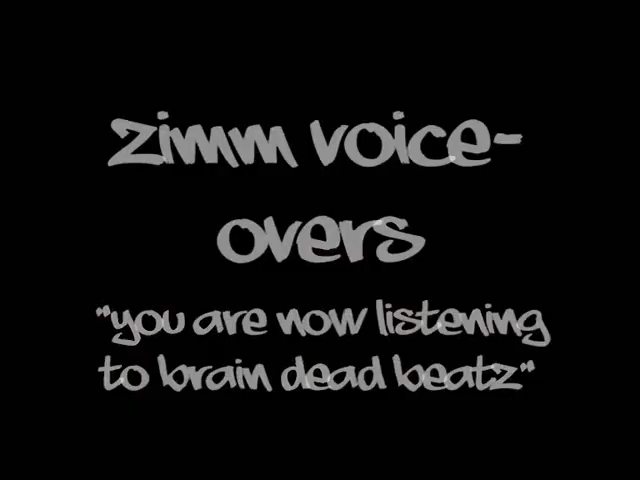 zimm voice-
overs
"you are now listening
to brain dead beatz"